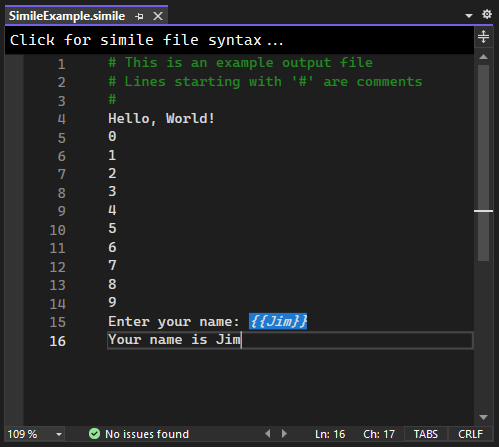 SimileExample.simile
Click for simile file syntax...
1 # This is an example output file
2 # Lines starting with '#' are comments
3 #
4 Hello, World!
5 0
6 1
7 2
8 3
9 4
10 5
11 6
12 7
13 8
14 9
15 Enter your name: {{Jim}}
16 Your name is Jim
109 % No issues found Ln: 16 Ch: 17 TABS CRLF